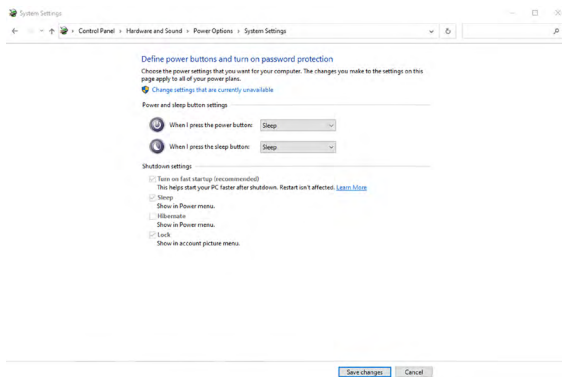 System Settings
Control Panel > Hardware and Sound > Power Options > System Settings
Define power buttons and turn on password protection
Choose the power settings that you want for your computer. The changes you make to the settings on this
page apply to all of your power plans.
Change settings that are currently unavailable
Power and sleep button settings
When I press the power button: Sleep
When I press the sleep button: Sleep
Shutdown settings
Turn on fast startup (recommended)
This helps start your PC faster after shutdown. Restart isn't affected. Learn More
Sleep
Show in Power menu.
Hibernate
Show in Power menu.
Lock
Show in account picture menu.
Save changes Cancel